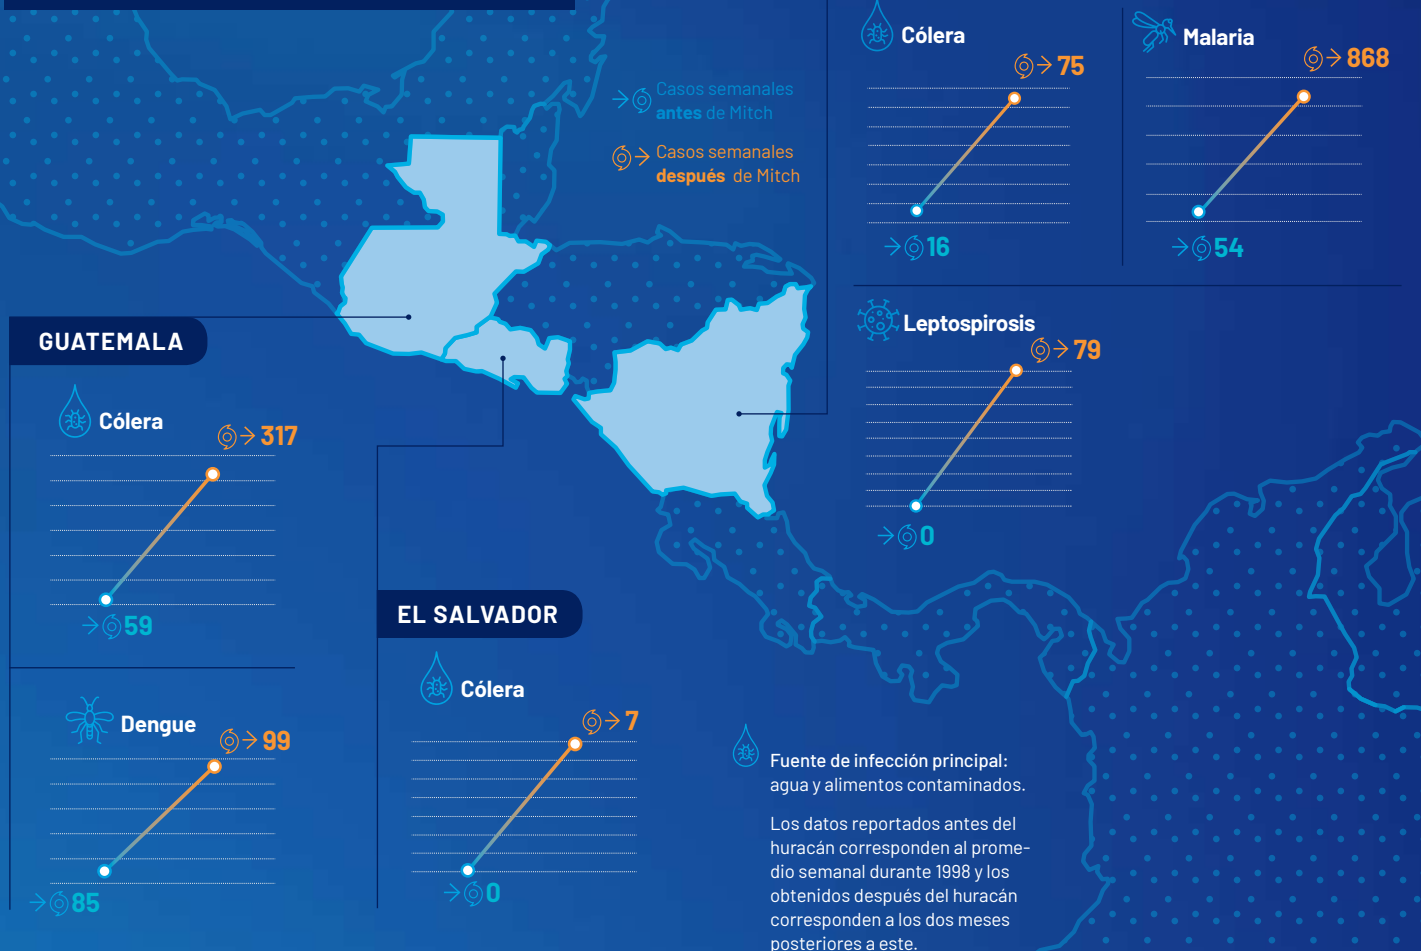 Casos semanales
antes de Mitch
Casos semanales
después de Mitch
Cólera
75
16
Malaria
868
54
Leptospirosis
79
0
GUATEMALA
Cólera
317
59
Dengue
99
85
EL SALVADOR
Cólera
7
0
Fuente de infección principal:
agua y alimentos contaminados.
Los datos reportados antes del
huracán corresponden al prome-
dio semanal durante 1998 y los
obtenidos después del huracán
corresponden a los dos meses
posteriores a este.